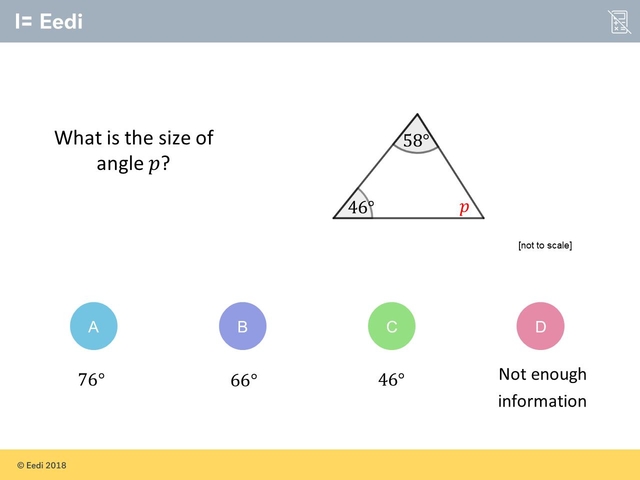 I= Eedi
What is the size of
angle p?
58°
46°
p
[not to scale]
A
B
C
D
76°
66°
46°
Not enough
information
© Eedi 2018